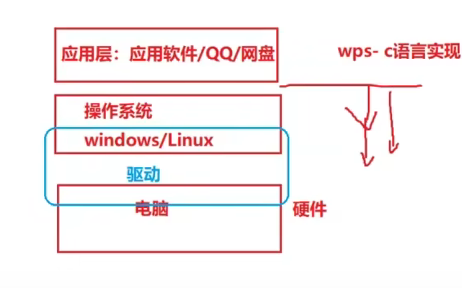 应用层：应用软件/QQ/网盘
wps- c语言实现
操作系统
windows/Linux
驱动
电脑
硬件